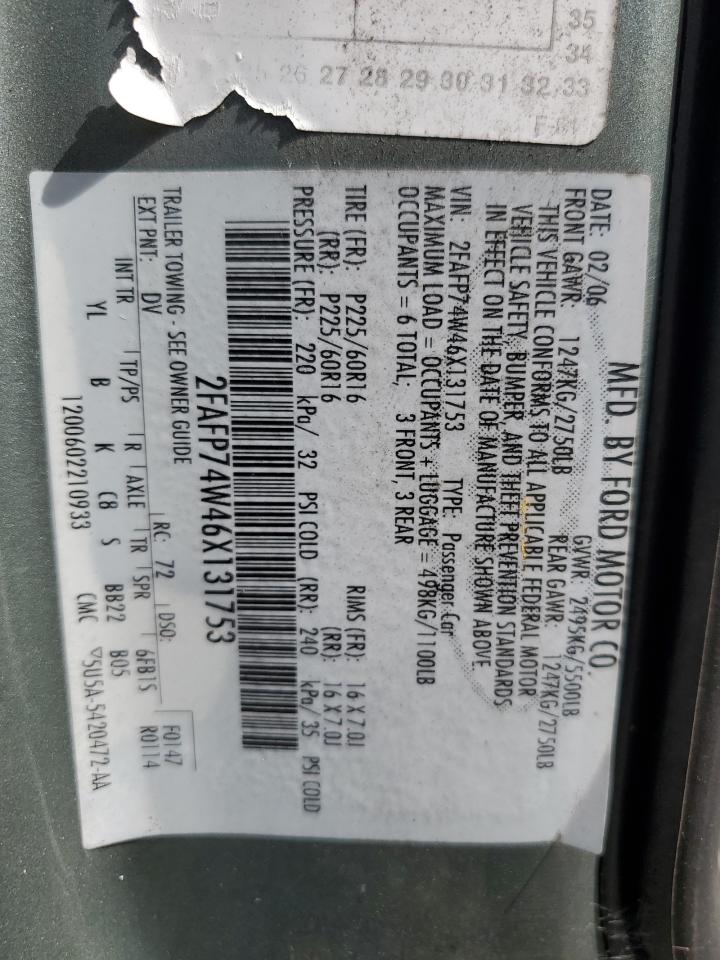 35
34
26 27 28 29 30 31 32 33
MFD. BY FORD MOTOR CO.
DATE: 02/06 GVWR: 2495KG/5500LB
FRONT GAWR: 1247KG/2750LB REAR GAWR: 1247KG/2750LB
THIS VEHICLE CONFORMS TO ALL APPLICABLE FEDERAL MOTOR
VEHICLE SAFETY, BUMPER, AND THEFT PREVENTION STANDARDS
IN EFFECT ON THE DATE OF MANUFACTURE SHOWN ABOVE.
VIN: 2FAFP74W46X131753 TYPE: Passenger Car
MAXIMUM LOAD = OCCUPANTS + LUGGAGE = 498KG/1100LB
OCCUPANTS = 6 TOTAL; 3 FRONT, 3 REAR
TIRE (FR): P225/60R16 RIMS (FR): 16 X 7.0J
(RR): P225/60R16 (RR): 16 X 7.0J
PRESSURE (FR): 220 kPa/ 32 PSI COLD (RR): 240 kPa/ 35 PSI COLD
2FAFP74W46X131753
TRAILER TOWING - SEE OWNER GUIDE F0147
EXT PNT: DV RC: 72 DSO: 6FB1S R0114
INT TR TP/PS R AXLE TR SPR B05
YL B K C8 S BB22
1200602210933 CMC ▽5U5A-5420472-AA